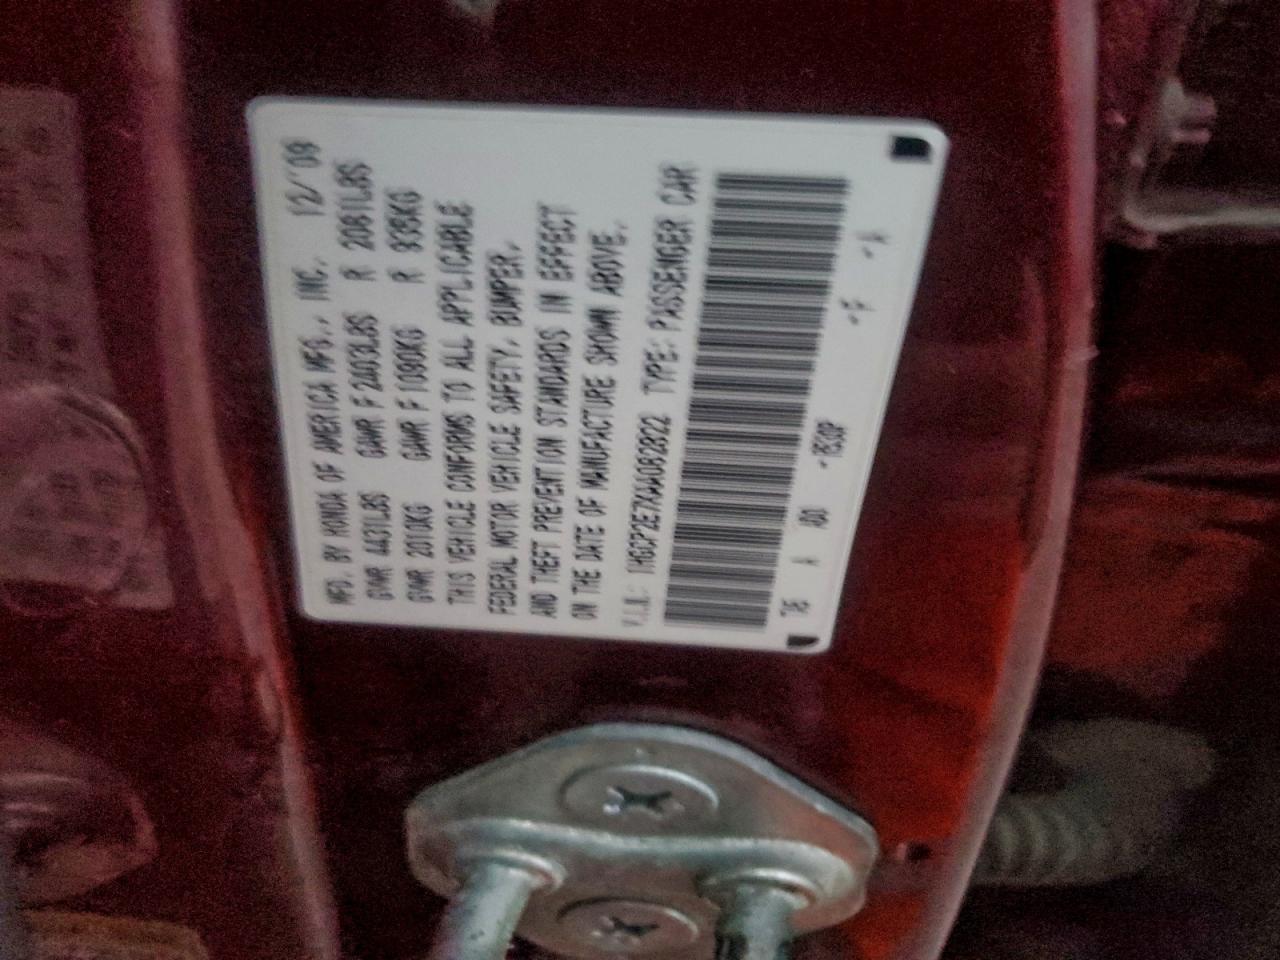 MFD. BY HONDA OF AMERICA MFG., INC. 12/'09
GVWR 4431LBS GAWR F 2403LBS R 2061LBS
GVWR 2010KG GAWR F 1090KG R 935KG
THIS VEHICLE CONFORMS TO ALL APPLICABLE
FEDERAL MOTOR VEHICLE SAFETY, BUMPER,
AND THEFT PREVENTION STANDARDS IN EFFECT
ON THE DATE OF MANUFACTURE SHOWN ABOVE.
V.I.N.: 1HGCP2E7XAA082822 TYPE: PASSENGER CAR
A